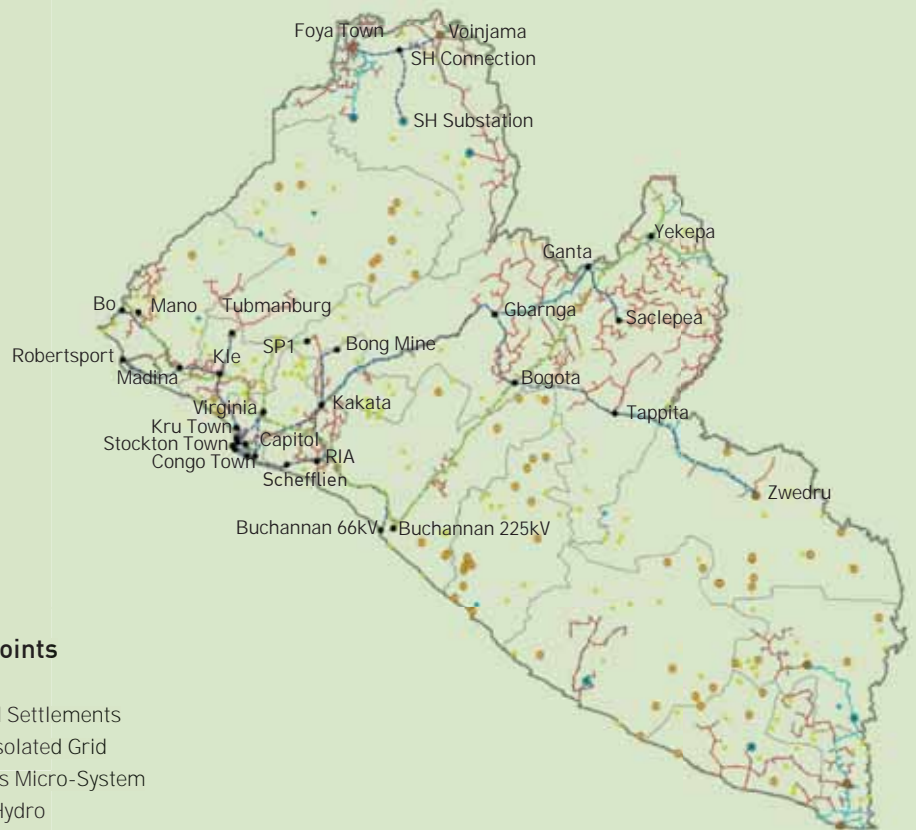 Foya Town
Voinjama
SH Connection
SH Substation
Yekepa
Ganta
Bo
Mano
Tubmanburg
Gbarnga
Saclepea
Robertsport
SP1
Bong Mine
Kle
Madina
Bogota
Virginia
Kakata
Tappita
Kru Town
Stockton Town
Capitol
Congo Town
RIA
Schefflien
Zwedru
Buchannan 66kV
Buchannan 225kV
oints
Settlements
solated Grid
s Micro-System
Hydro